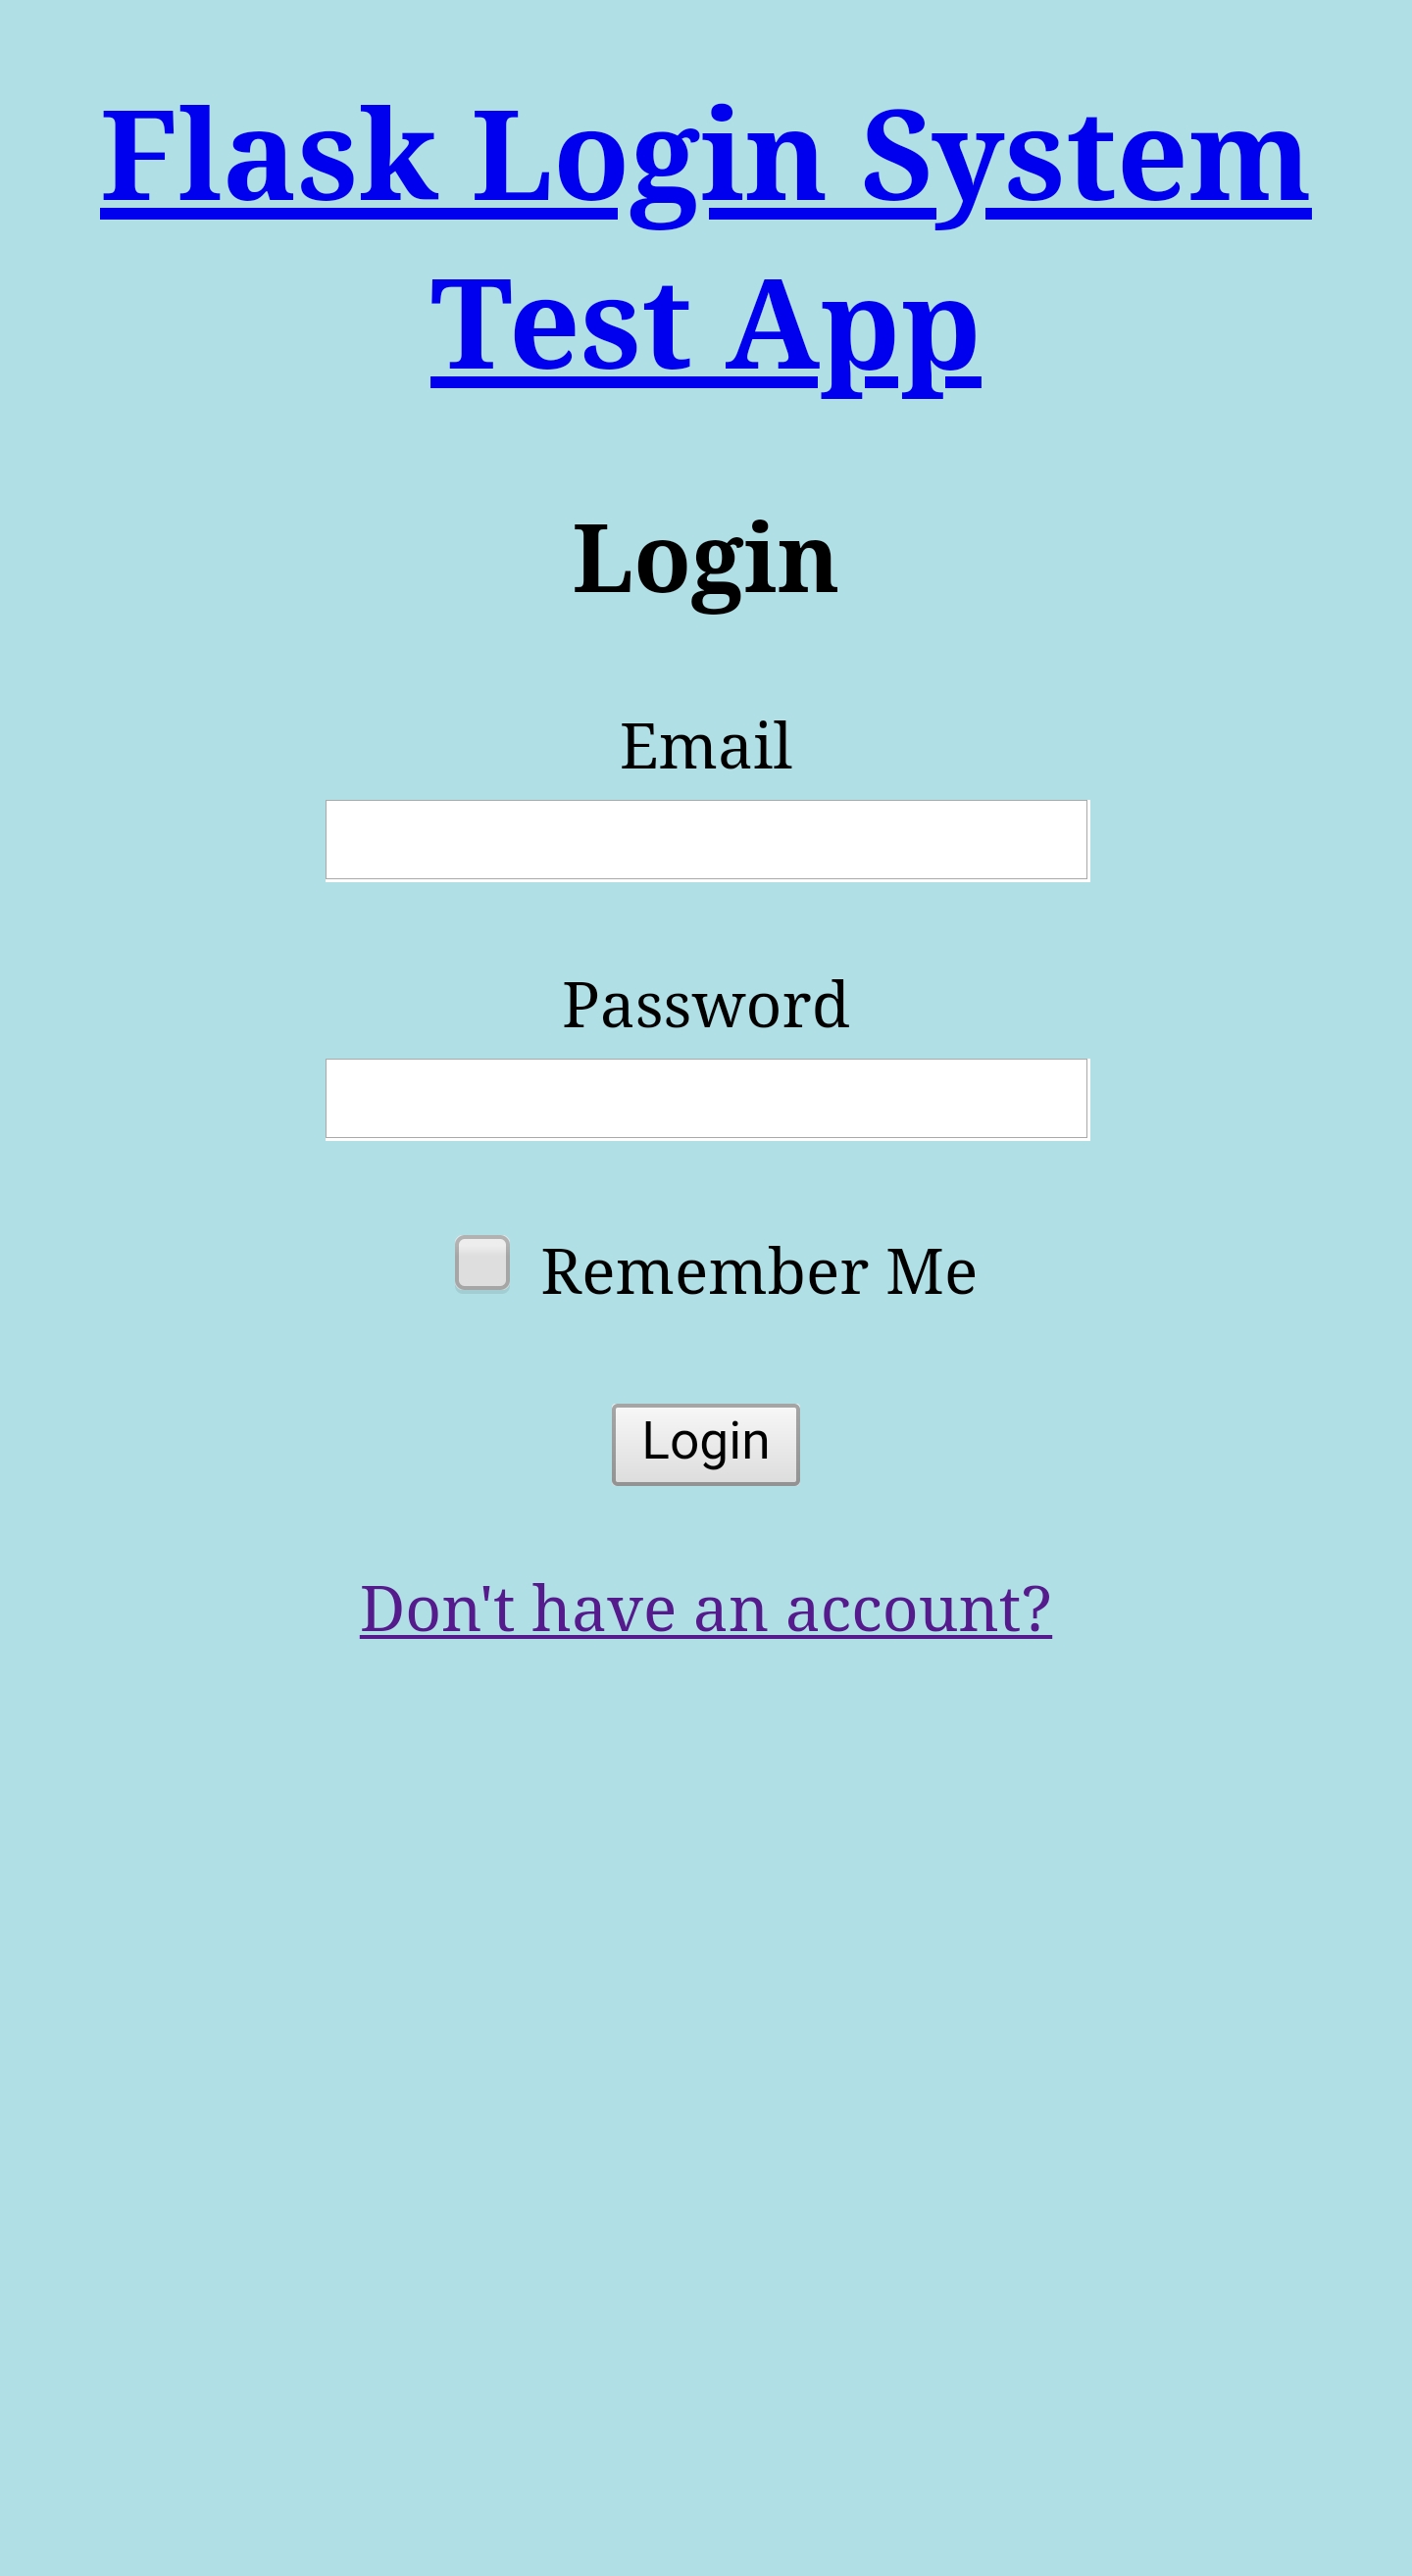 Flask Login System
Test App
Login
Email
Password
Remember Me
Login
Don't have an account?